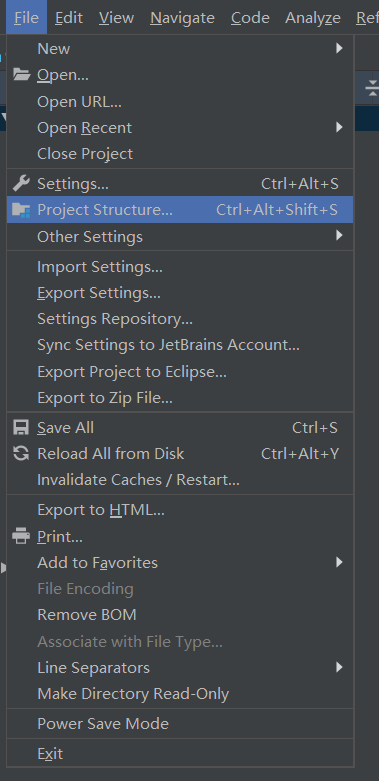 File Edit View Navigate Code Analyze Ref
New
Open...
Open URL...
Open Recent
Close Project
Settings... Ctrl+Alt+S
Project Structure... Ctrl+Alt+Shift+S
Other Settings
Import Settings...
Export Settings...
Settings Repository...
Sync Settings to JetBrains Account...
Export Project to Eclipse...
Export to Zip File...
Save All Ctrl+S
Reload All from Disk Ctrl+Alt+Y
Invalidate Caches / Restart...
Export to HTML...
Print...
Add to Favorites
File Encoding
Remove BOM
Associate with File Type...
Line Separators
Make Directory Read-Only
Power Save Mode
Exit